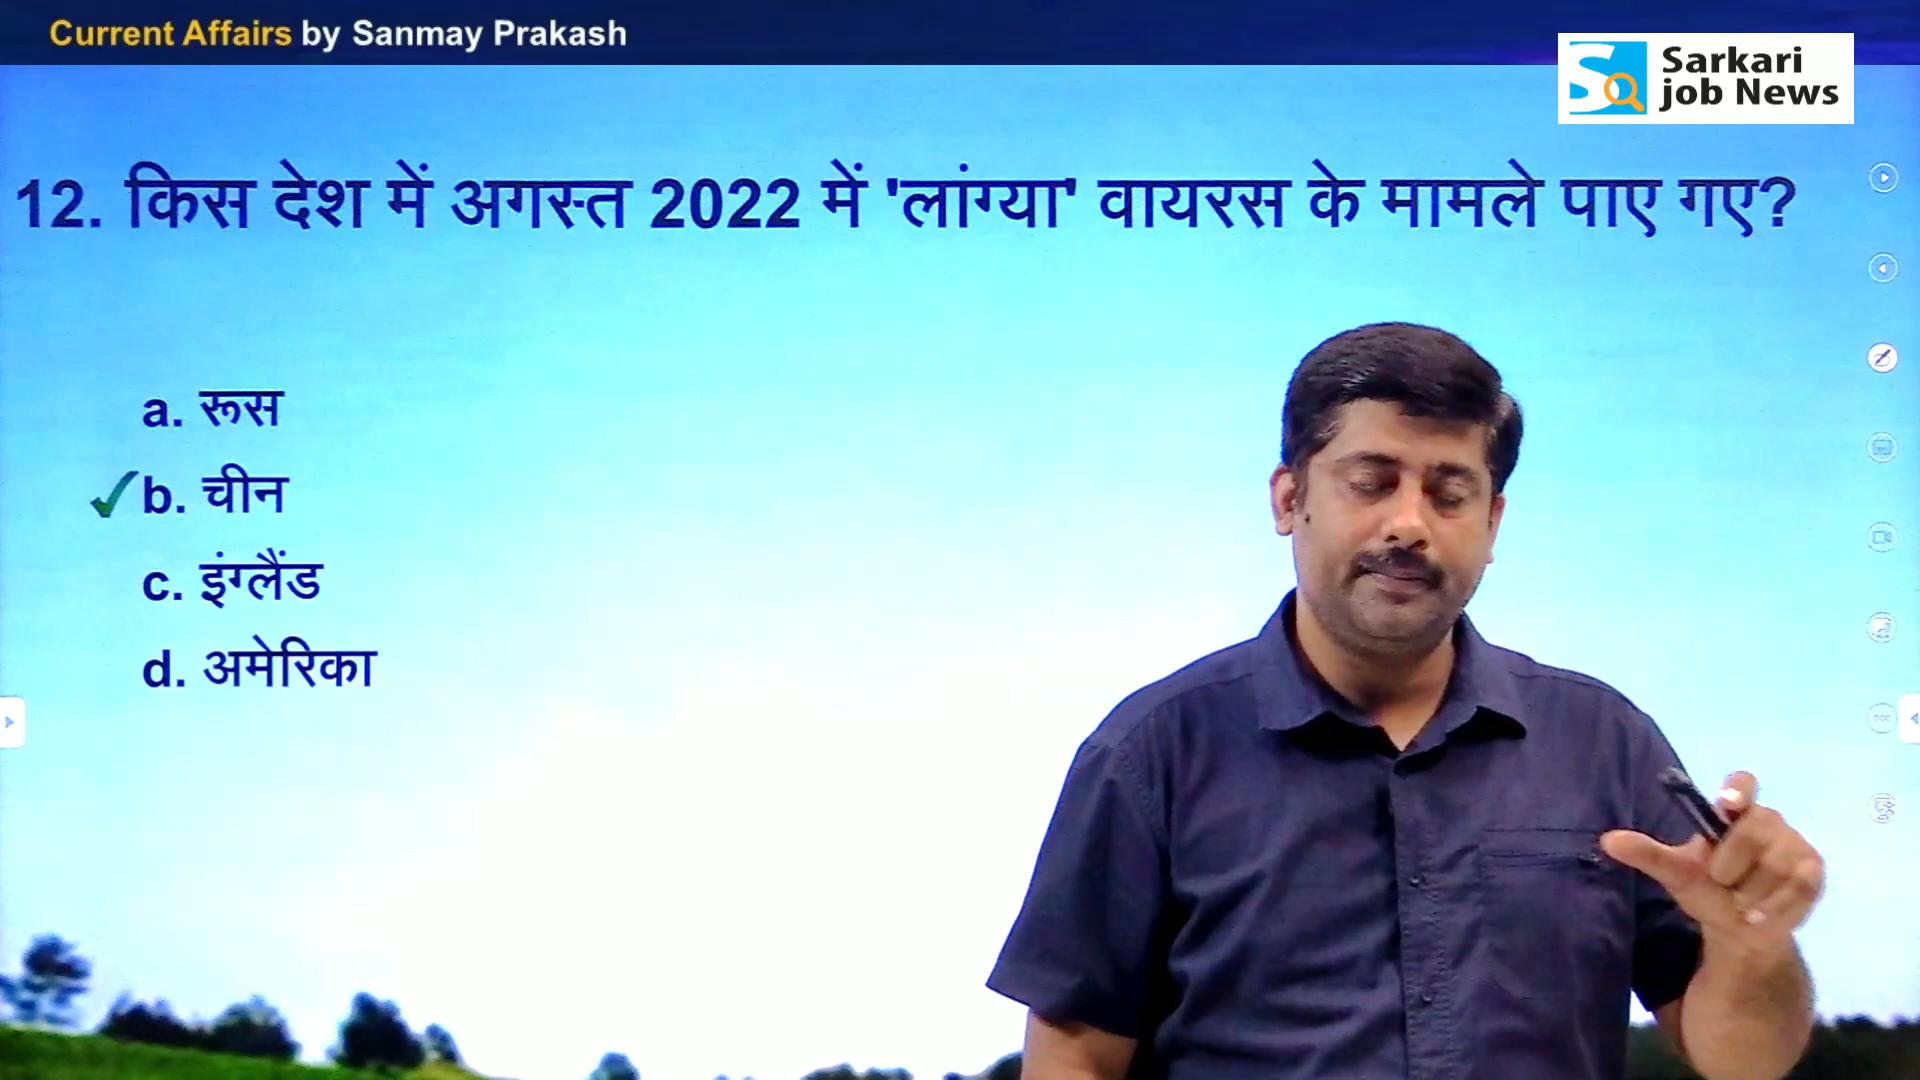 Current Affairs by Sanmay Prakash
Sarkari
job News
12. किस देश में अगस्त 2022 में 'लांग्या' वायरस के मामले पाए गए?
a. रूस
b. चीन
c. इंग्लैंड
d. अमेरिका